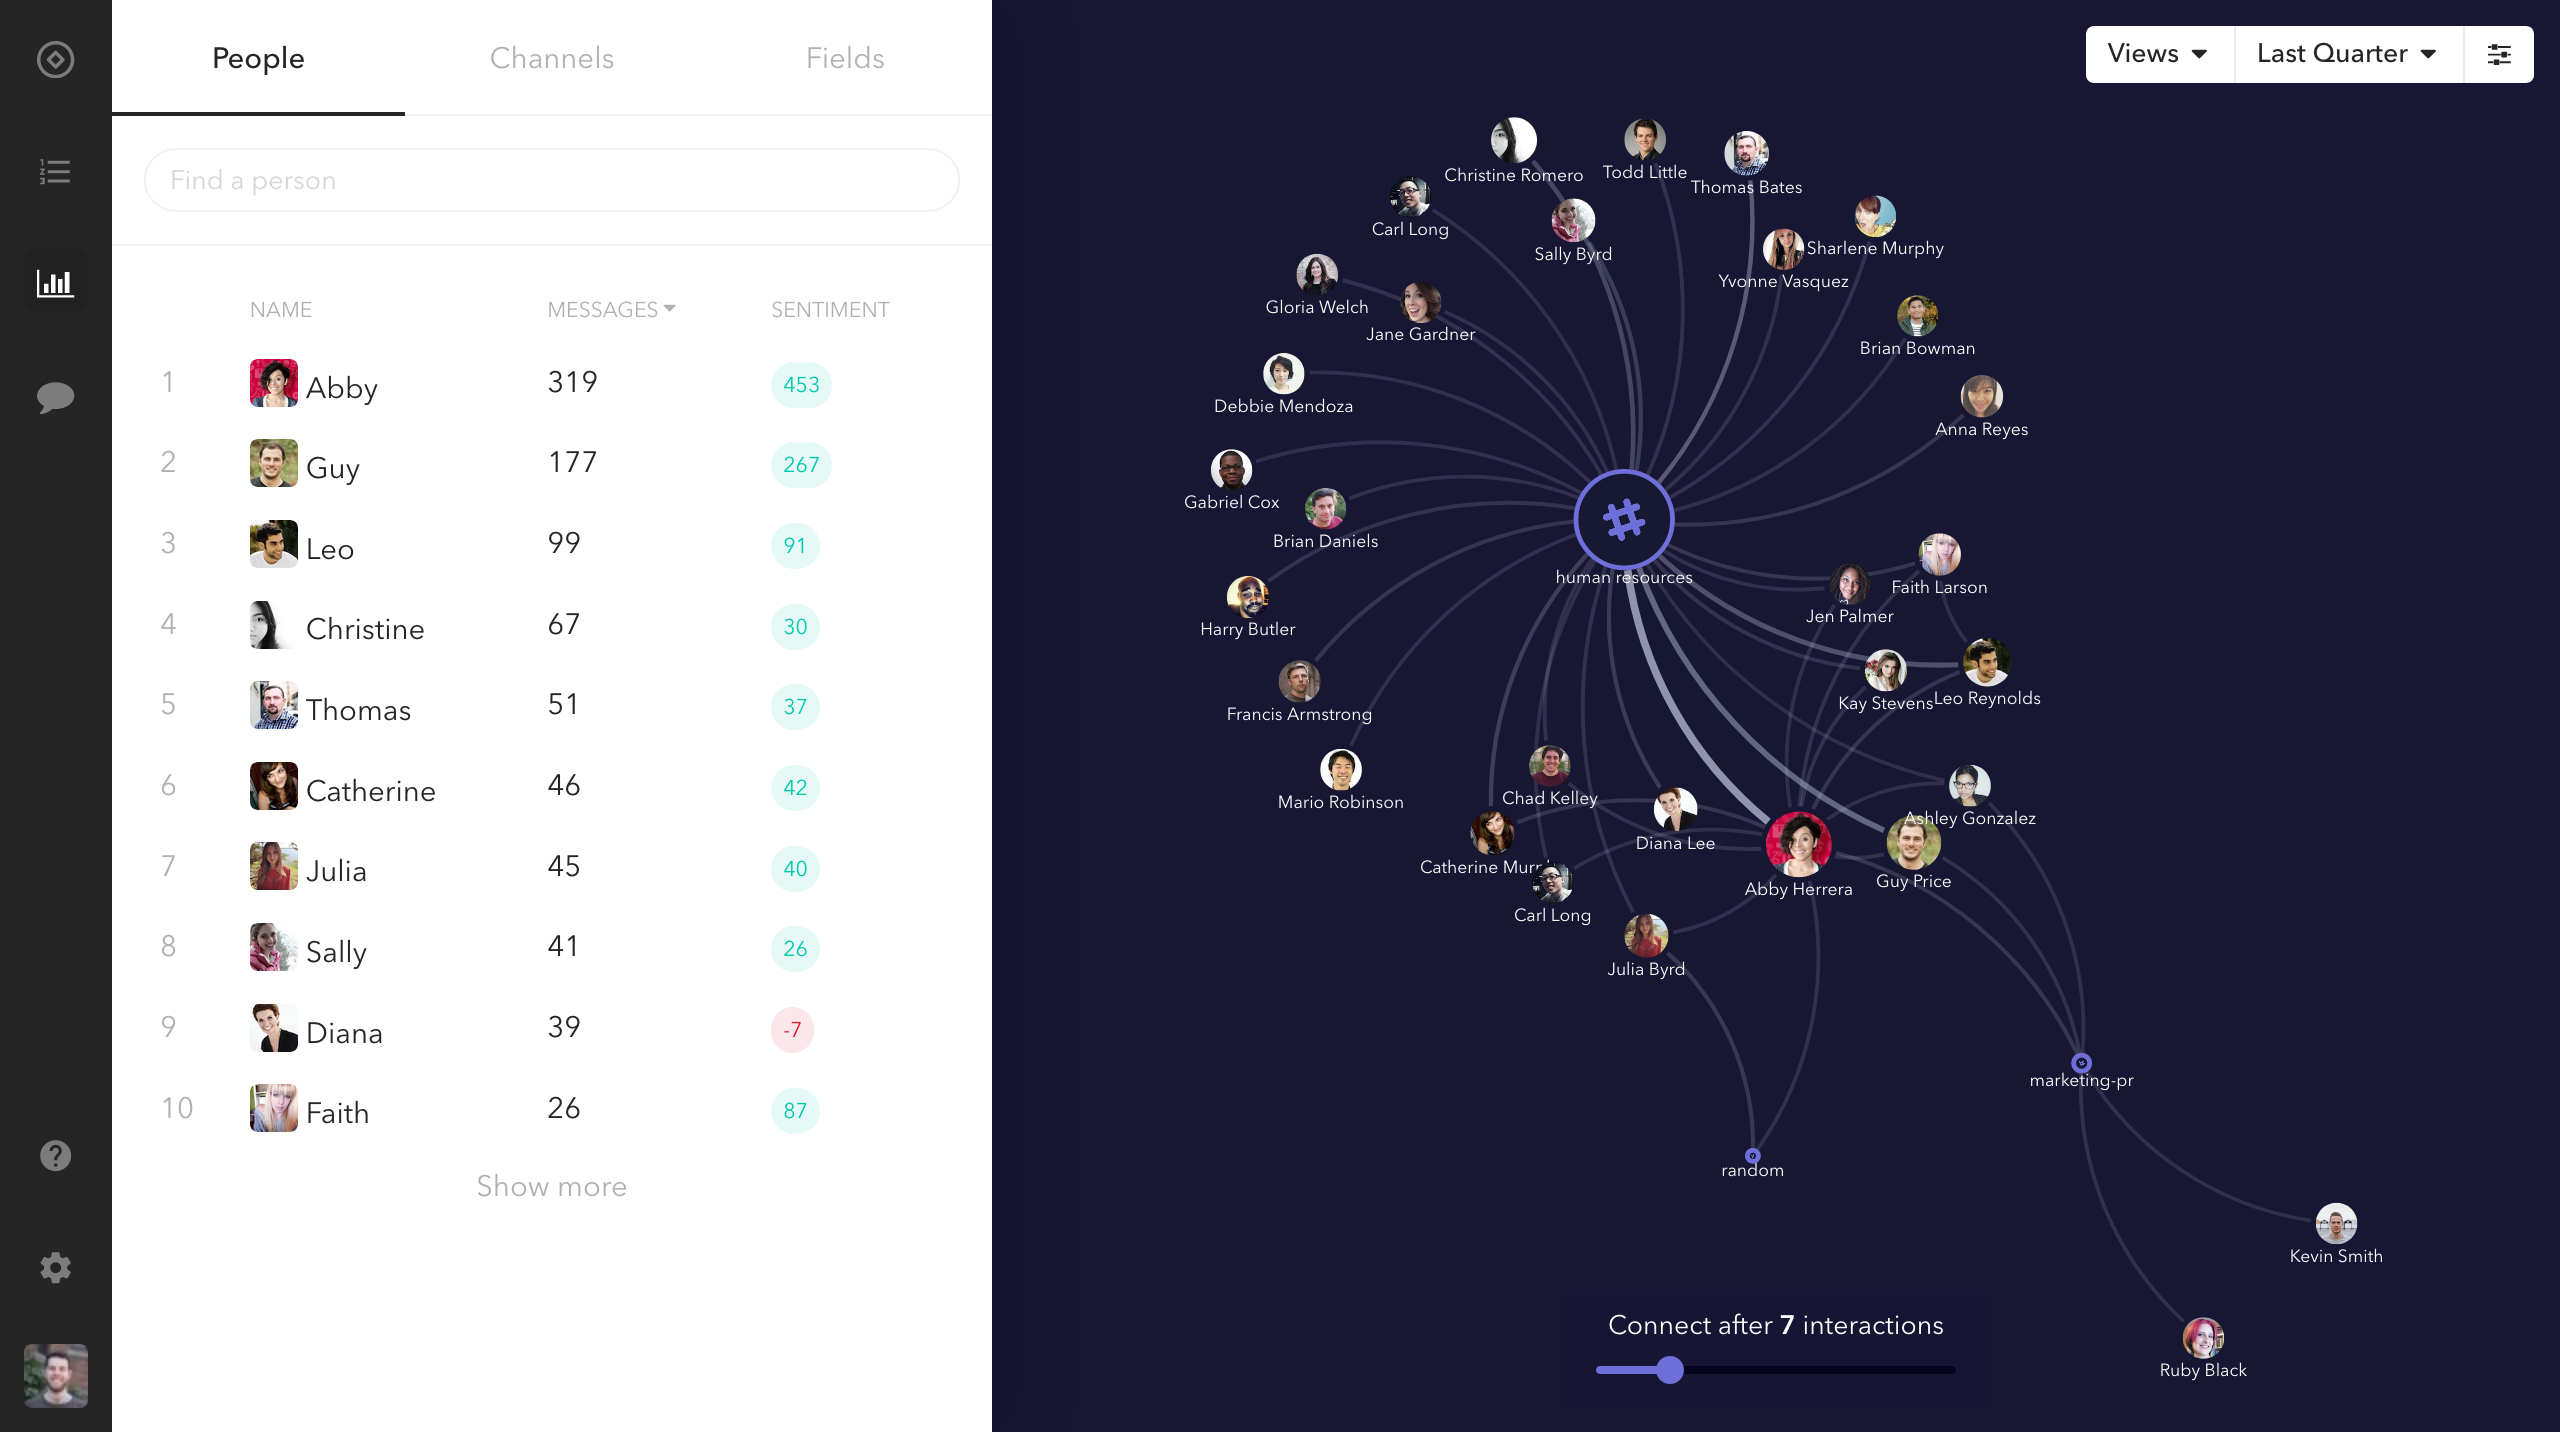 People
Channels
Fields
Find a person
NAME
MESSAGES
SENTIMENT
1
Abby
319
453
2
Guy
177
267
3
Leo
99
91
4
Christine
67
30
5
Thomas
51
37
6
Catherine
46
42
7
Julia
45
40
8
Sally
41
26
9
Diana
39
-7
10
Faith
26
87
Show more
Views
Last Quarter
Christine Romero
Todd Little
Thomas Bates
Carl Long
Sally Byrd
Sharlene Murphy
Yvonne Vasquez
Gloria Welch
Jane Gardner
Brian Bowman
Debbie Mendoza
Anna Reyes
Gabriel Cox
Brian Daniels
human resources
Faith Larson
Jen Palmer
Harry Butler
Kay Stevens
Leo Reynolds
Francis Armstrong
Mario Robinson
Chad Kelley
Ashley Gonzalez
Diana Lee
Catherine
Abby Herrera
Guy Price
Carl Long
Julia Byrd
marketing-pr
random
Kevin Smith
Ruby Black
Connect after 7 interactions